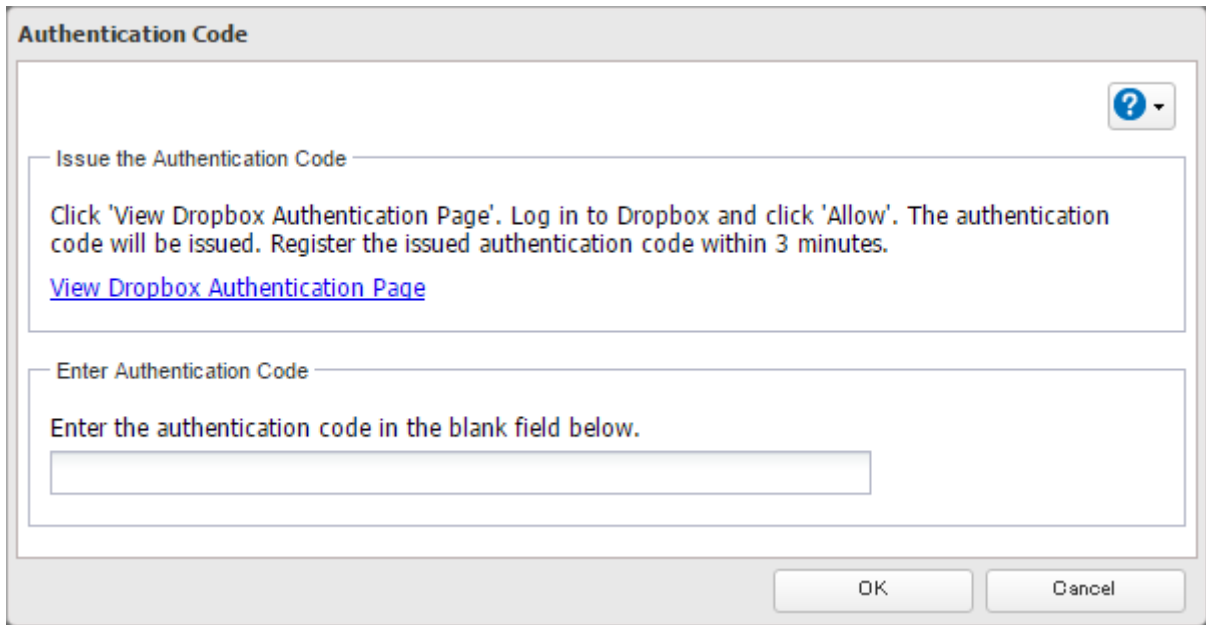 Authentication Code
?
Issue the Authentication Code
Click 'View Dropbox Authentication Page'. Log in to Dropbox and click 'Allow'. The authentication
code will be issued. Register the issued authentication code within 3 minutes.
View Dropbox Authentication Page
Enter Authentication Code
Enter the authentication code in the blank field below.
OK
Cancel